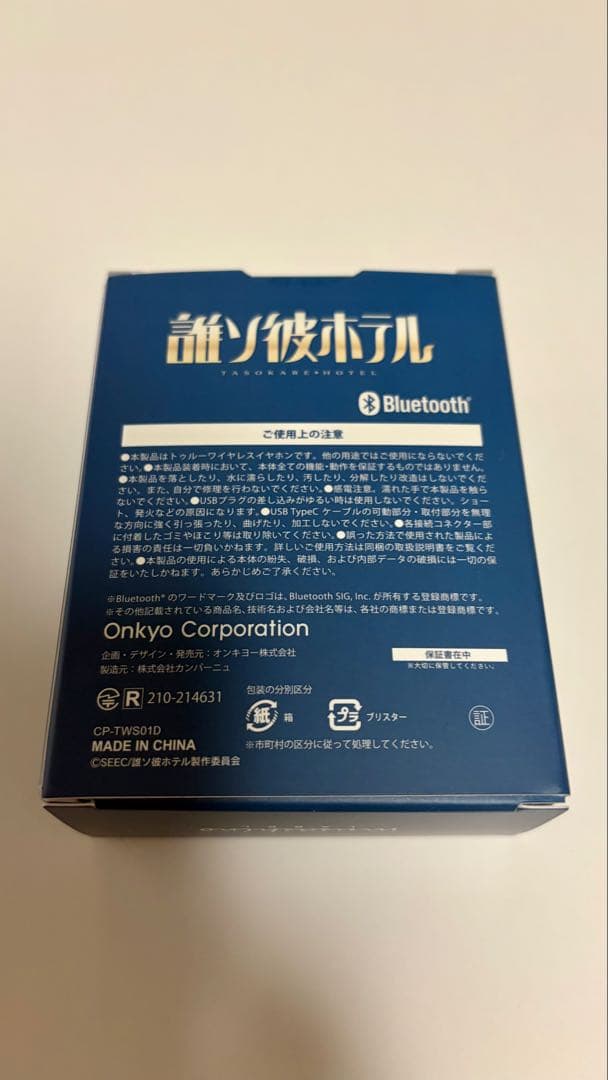 誰ソ彼ホテル
TASOKARE✦HOTEL
Bluetooth®
ご使用上の注意
●本製品はトゥルーワイヤレスイヤホンです。他の用途ではご使用にならないでくだ
さい。●本製品装着時において、本体全ての機能・動作を保証するものではありません。
●本製品を落としたり、水に濡らしたり、汚したり、分解したり改造はしないでくださ
い。また、自分で修理を行わないでください。●感電注意。濡れた手で本製品を触ら
ないでください。●USBプラグの差し込みがゆるい時は使用しないでください。ショー
ト、発火などの原因になります。●USB TypeC ケーブルの可動部分・取付部分を無理
な方向に強く引っ張ったり、曲げたり、加工しないでください。●各接続コネクター部
に付着したゴミやほこり等は取り除いてください。●誤った方法で使用された製品によ
る損害の責任は一切負いかねます。詳しいご使用方法は同梱の取扱説明書をご覧くだ
さい。●本製品の使用による本体の紛失、破損、および内部データの破損には一切の保
証をいたしかねます。あらかじめご了承ください。
※Bluetooth® のワードマーク及びロゴは、Bluetooth SIG, Inc. が所有する登録商標です。
※その他記載されている商品名、技術名および会社名等は、各社の商標または登録商標です。
Onkyo Corporation
企画・デザイン・発売元：オンキヨー株式会社
製造元：株式会社カンパーニュ
保証書在中
※大切に保管してください。
R 210-214631
包装の分別区分
紙 箱
プラ ブリスター
証
※市町村の区分に従って処理してください。
CP-TWS01D
MADE IN CHINA
©SEEC/誰ソ彼ホテル製作委員会